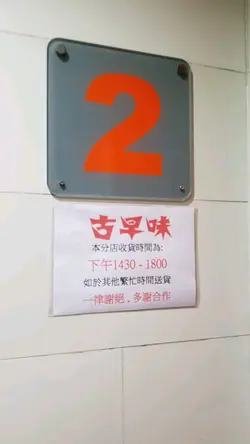 2
古早味
本分店收貨時間為:
下午1430 - 1800
如於其他繁忙時間送貨
一律謝絕，多謝合作